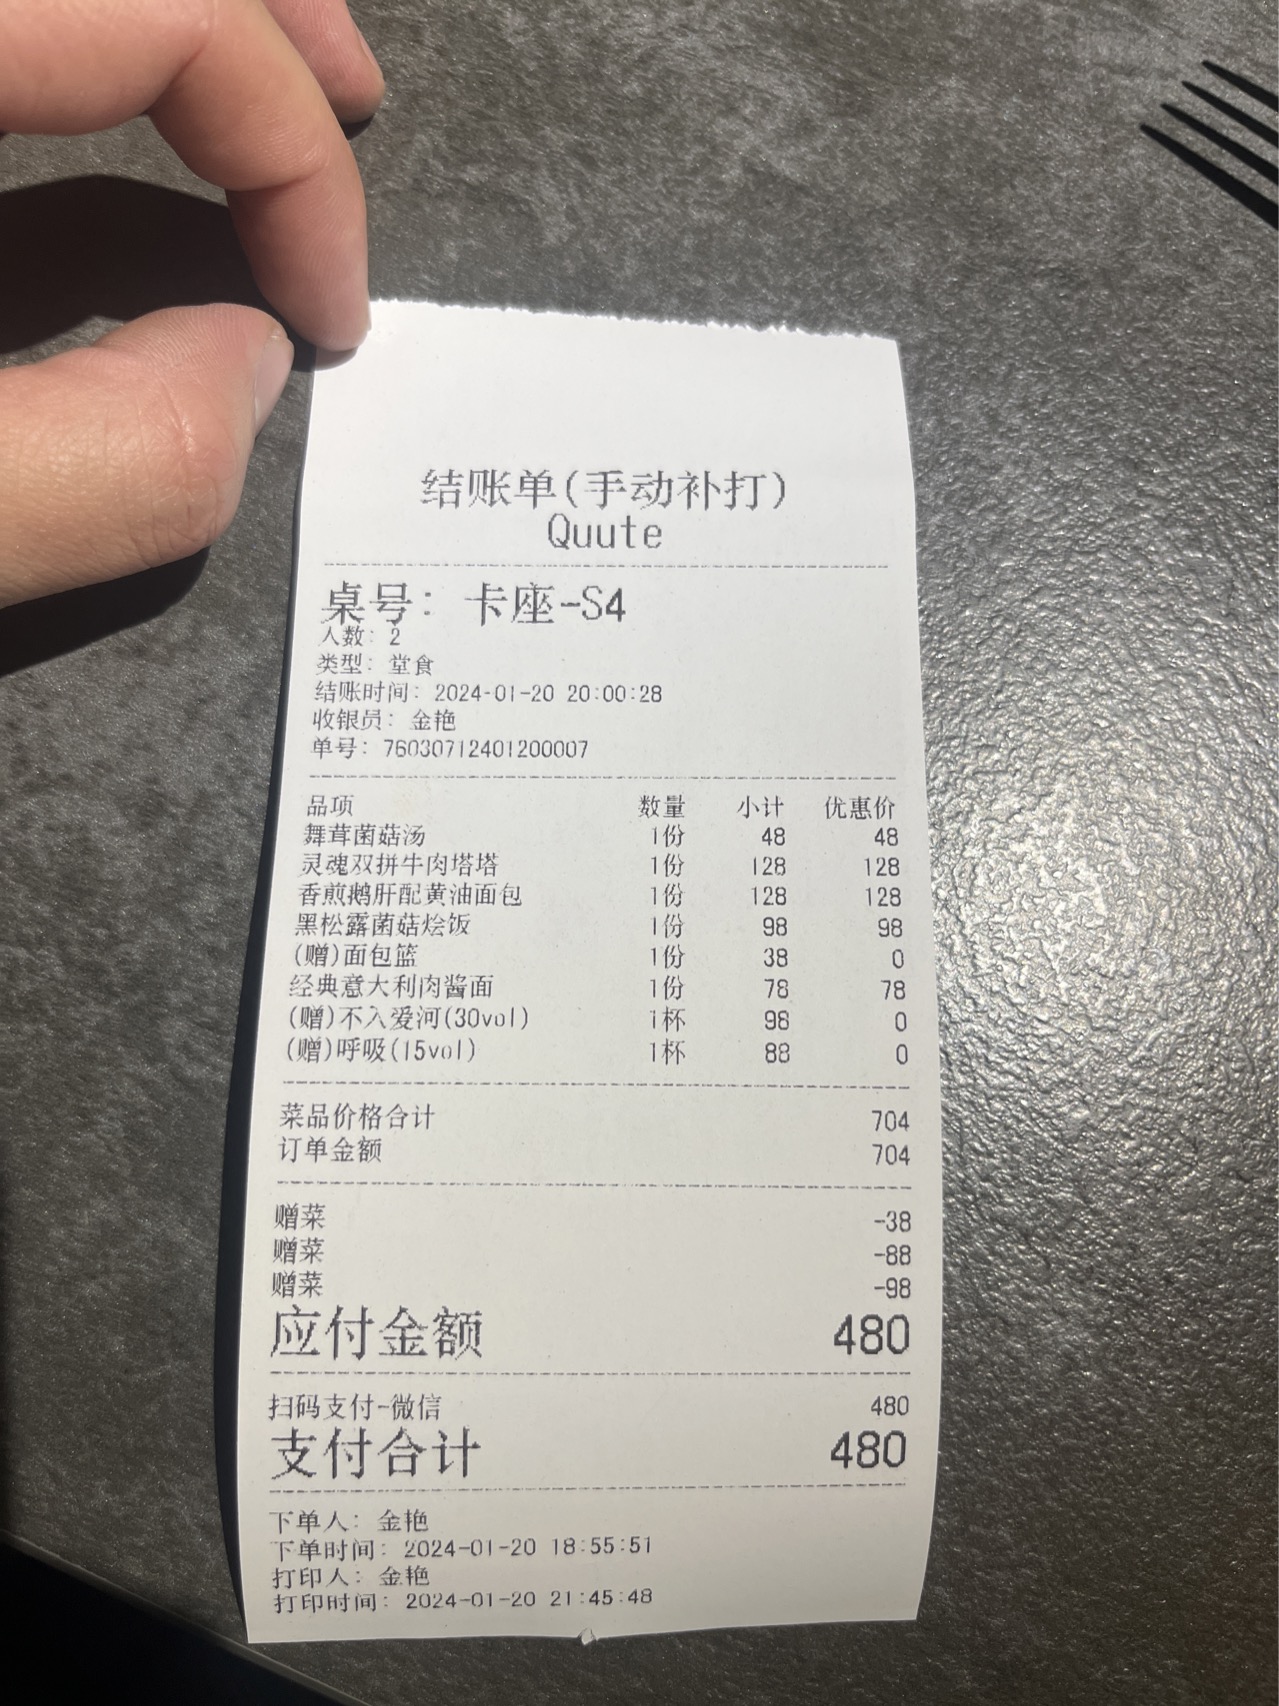 结账单(手动补打)
Quute
桌号: 卡座-S4
人数: 2
类型: 堂食
结账时间: 2024-01-20 20:00:28
收银员: 金艳
单号: 76030712401200007
品项 数量 小计 优惠价
舞茸菌菇汤 1份 48 48
灵魂双拼牛肉塔塔 1份 128 128
香煎鹅肝配黄油面包 1份 128 128
黑松露菌菇烩饭 1份 98 98
(赠)面包篮 1份 38 0
经典意大利肉酱面 1份 78 78
(赠)不入爱河(30vol) 1杯 98 0
(赠)呼吸(15vol) 1杯 88 0
菜品价格合计 704
订单金额 704
赠菜 -38
赠菜 -88
赠菜 -98
应付金额 480
扫码支付-微信 480
支付合计 480
下单人: 金艳
下单时间: 2024-01-20 18:55:51
打印人: 金艳
打印时间: 2024-01-20 21:45:48